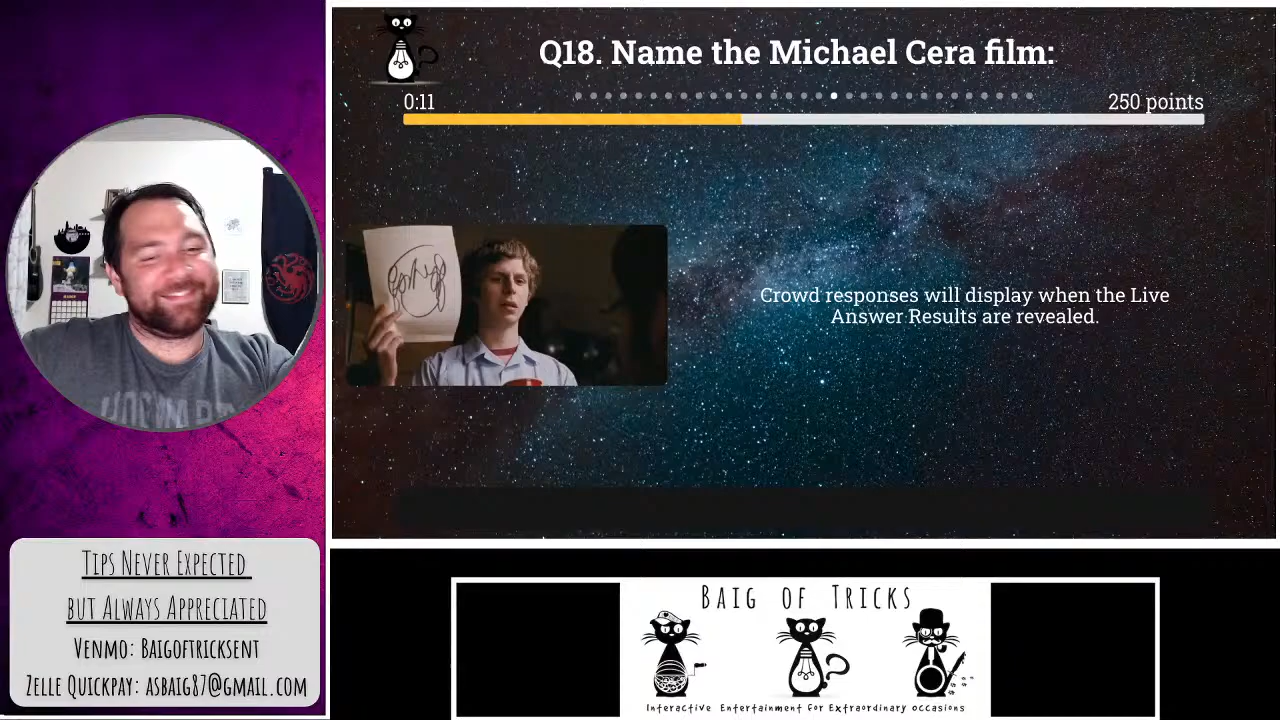 Q18. Name the Michael Cera film:
0:11
250 points
Crowd responses will display when the Live
Answer Results are revealed.
Tips Never Expected
but Always Appreciated
Venmo: Baigoftricksent
Zelle Quickpay: asbaig87@gmail.com
Baig of Tricks
Interactive Entertainment for Extraordinary occasions